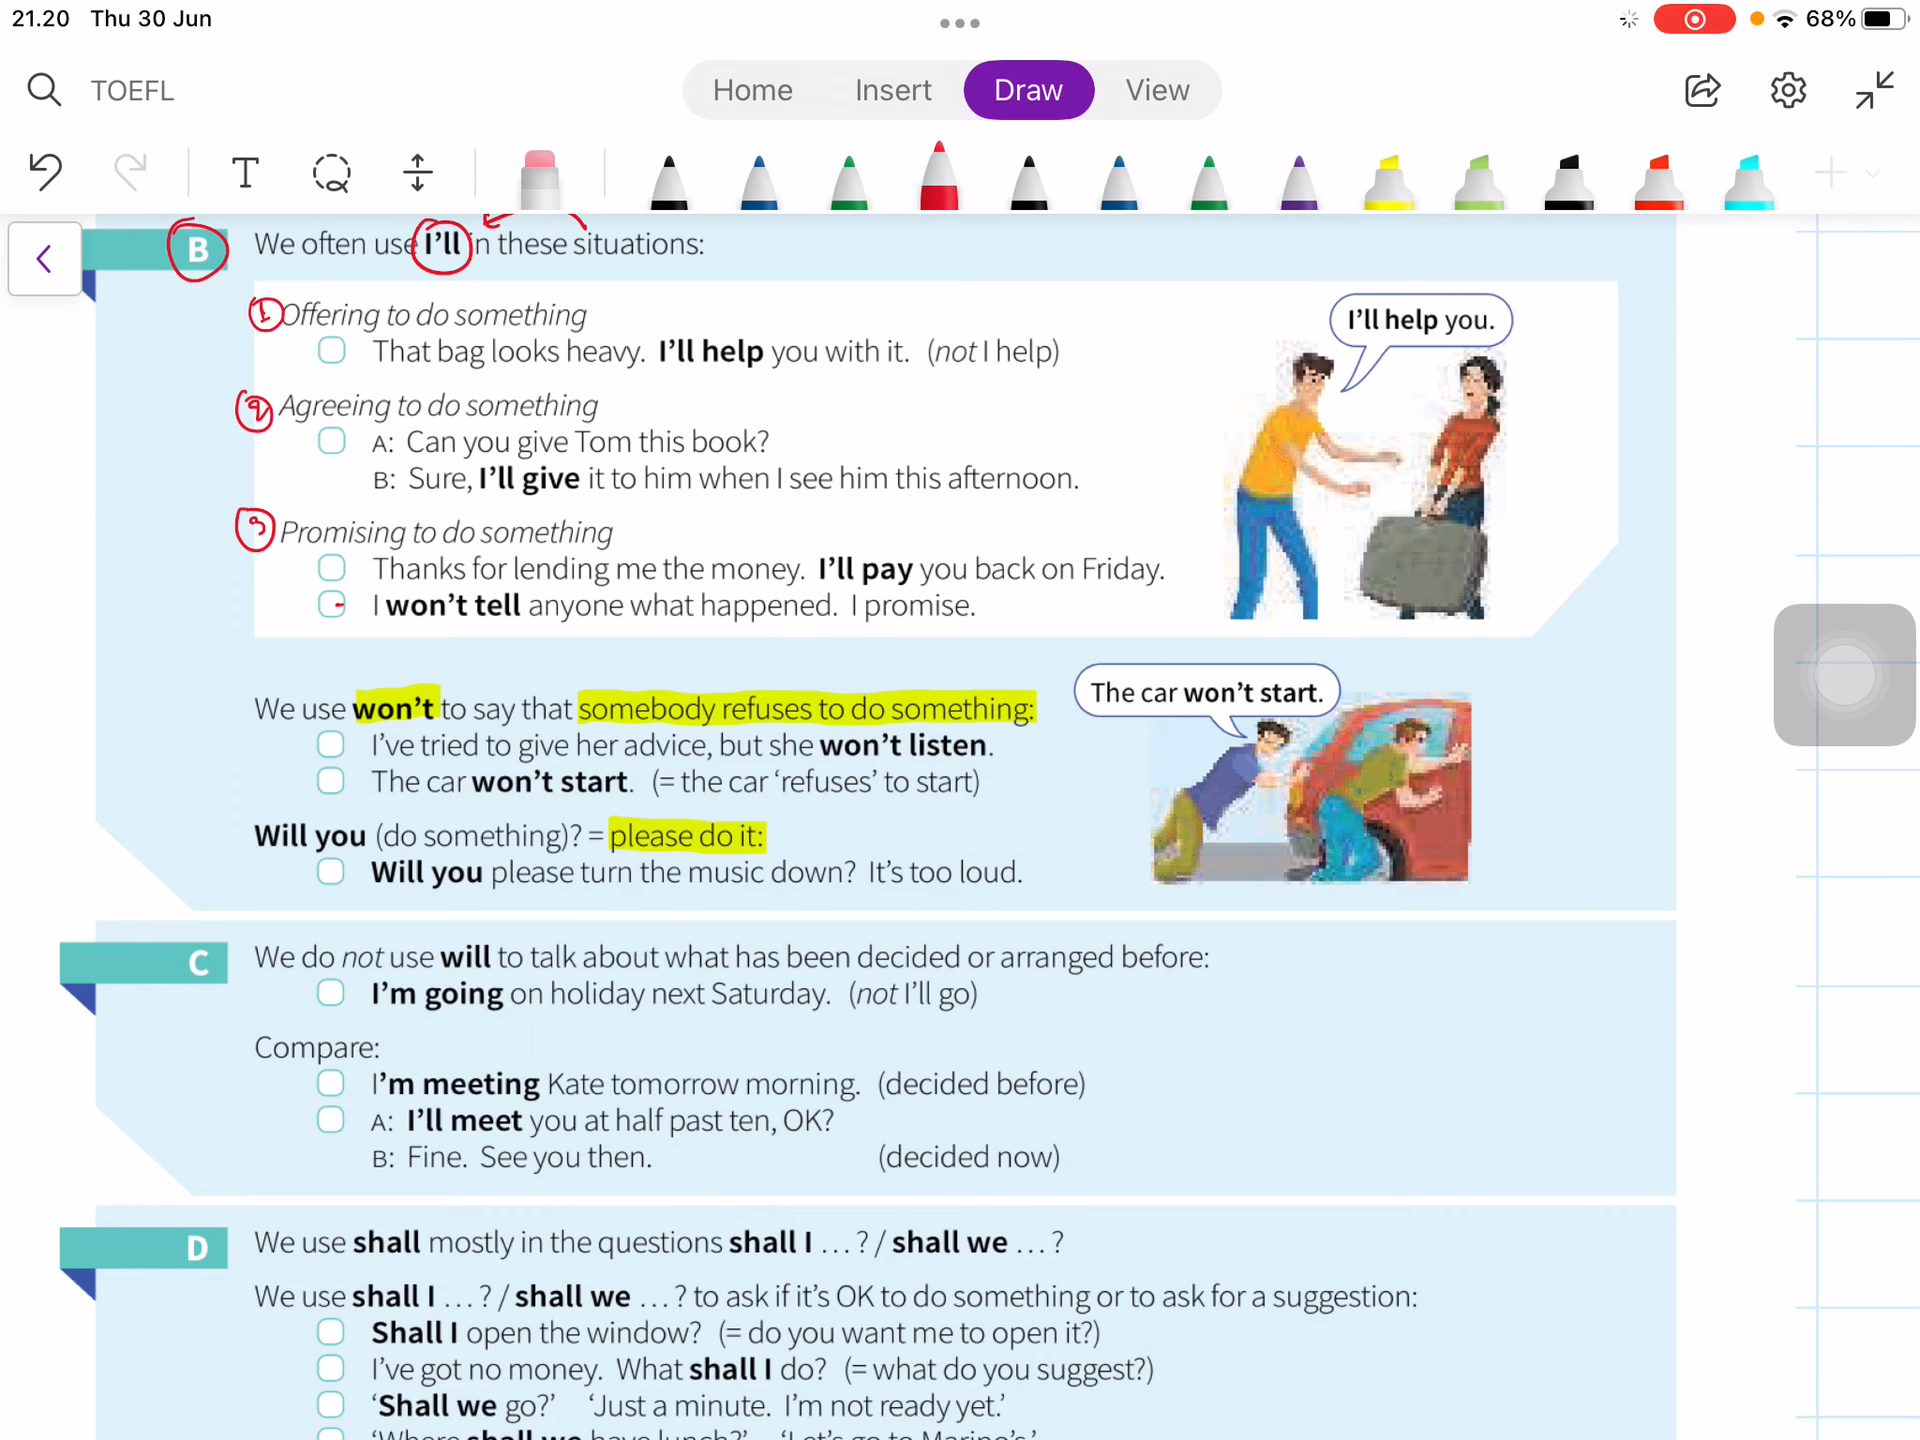 21.20 Thu 30 Jun
68%
TOEFL
Home Insert Draw View
T
B We often use I'll in these situations:
1 Offering to do something
That bag looks heavy. I'll help you with it. (not I help)
I'll help you.
2 Agreeing to do something
A: Can you give Tom this book?
B: Sure, I'll give it to him when I see him this afternoon.
3 Promising to do something
Thanks for lending me the money. I'll pay you back on Friday.
I won't tell anyone what happened. I promise.
We use won't to say that somebody refuses to do something:
I've tried to give her advice, but she won't listen.
The car won't start. (= the car 'refuses' to start)
The car won't start.
Will you (do something)? = please do it:
Will you please turn the music down? It's too loud.
C We do not use will to talk about what has been decided or arranged before:
I'm going on holiday next Saturday. (not I'll go)
Compare:
I'm meeting Kate tomorrow morning. (decided before)
A: I'll meet you at half past ten, OK?
B: Fine. See you then. (decided now)
D We use shall mostly in the questions shall I … ? / shall we … ?
We use shall I … ? / shall we … ? to ask if it's OK to do something or to ask for a suggestion:
Shall I open the window? (= do you want me to open it?)
I've got no money. What shall I do? (= what do you suggest?)
'Shall we go?' 'Just a minute. I'm not ready yet.'
'Where shall we have lunch?' 'Let's go to Marino's.'